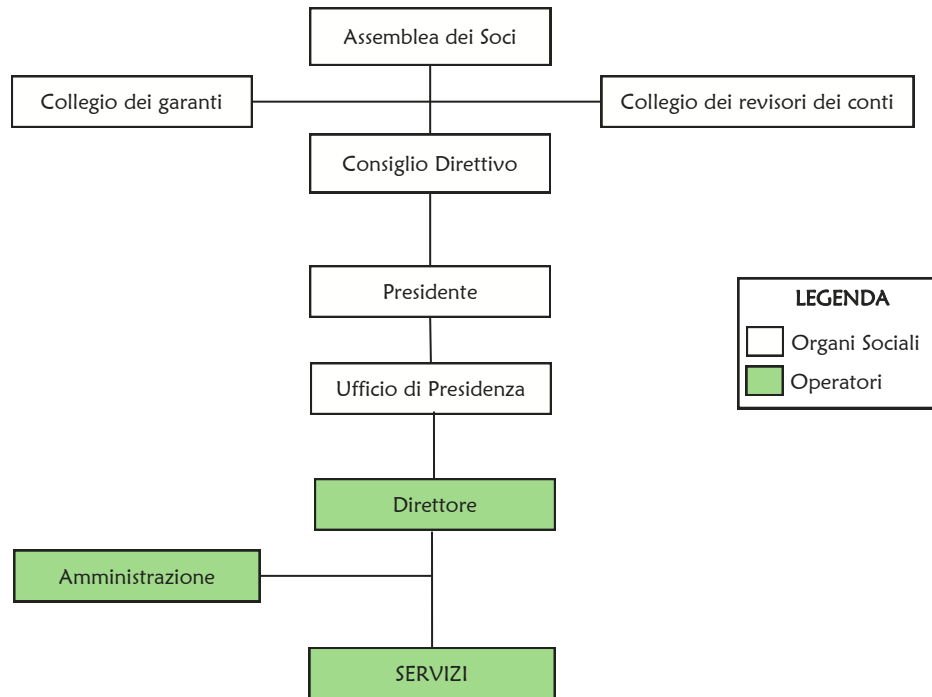 Assemblea dei Soci
Collegio dei garanti
Collegio dei revisori dei conti
Consiglio Direttivo
Presidente
Ufficio di Presidenza
Direttore
Amministrazione
SERVIZI
LEGENDA
Organi Sociali
Operatori